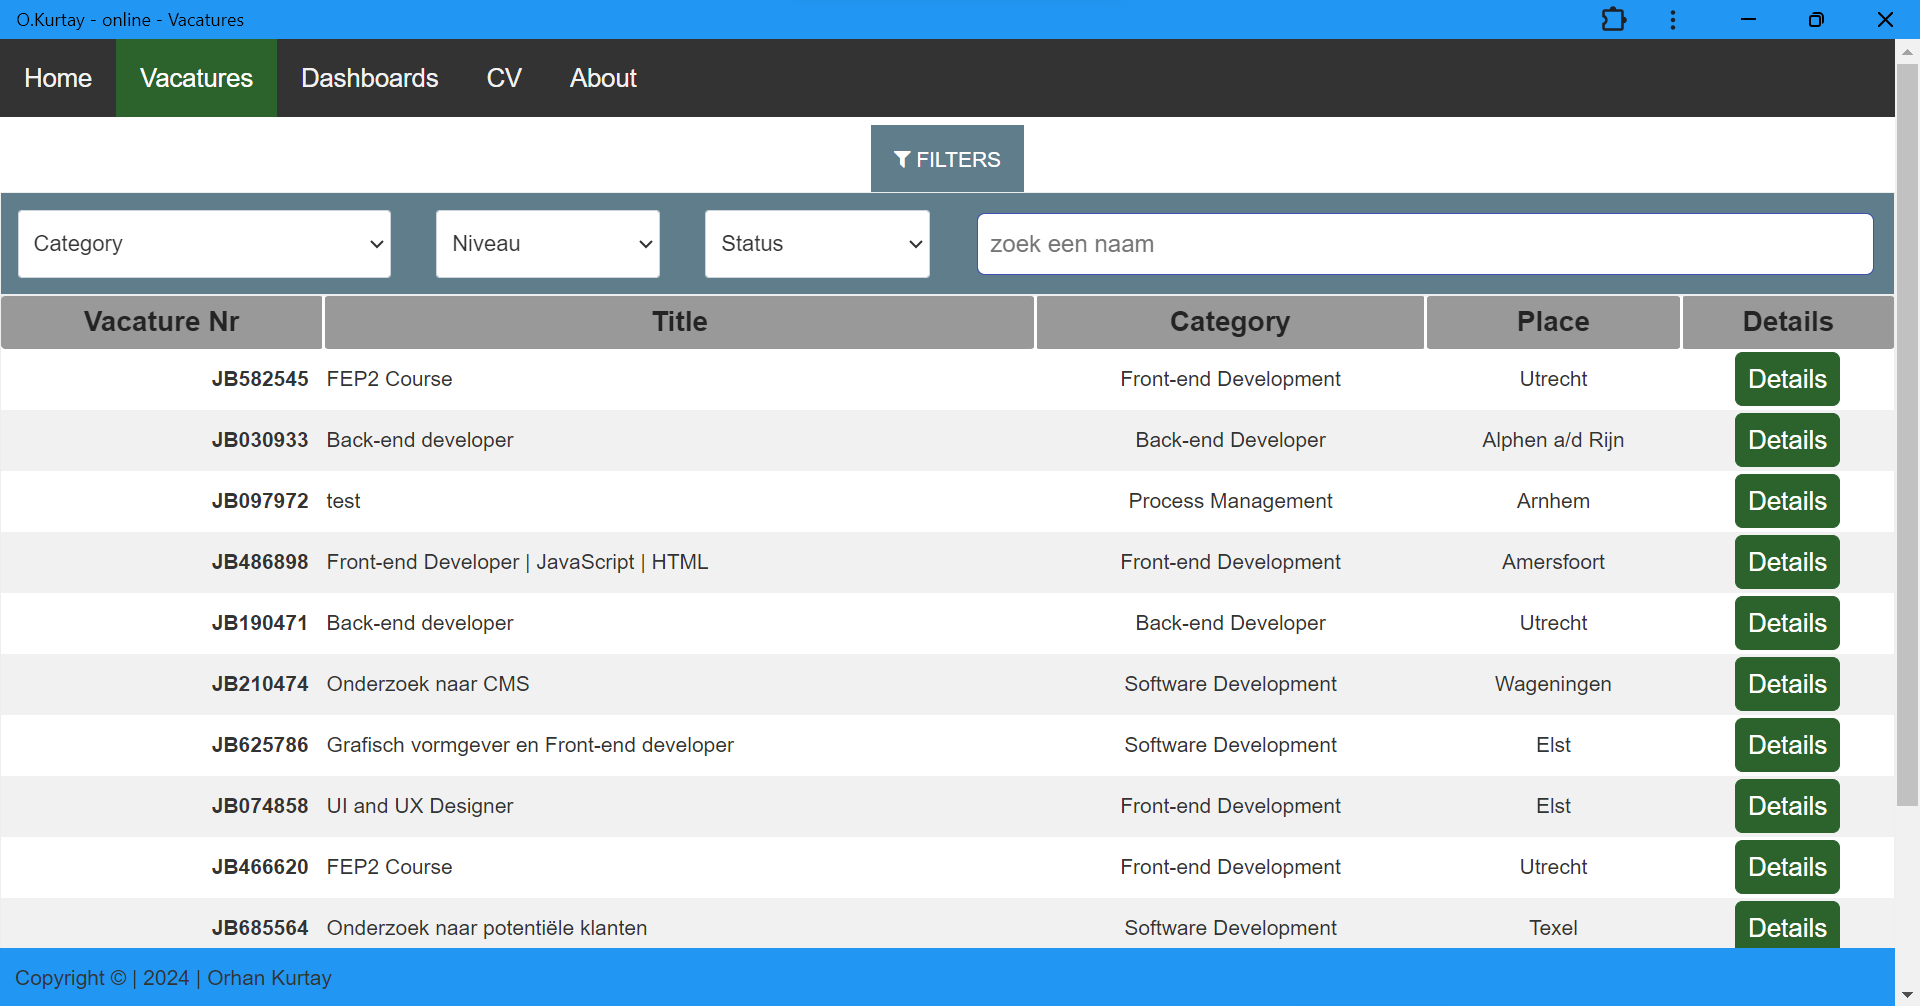 O.Kurtay - online - Vacatures
Home Vacatures Dashboards CV About
FILTERS
Category Niveau Status zoek een naam
Vacature Nr Title Category Place Details
JB582545 FEP2 Course Front-end Development Utrecht Details
JB030933 Back-end developer Back-end Developer Alphen a/d Rijn Details
JB097972 test Process Management Arnhem Details
JB486898 Front-end Developer | JavaScript | HTML Front-end Development Amersfoort Details
JB190471 Back-end developer Back-end Developer Utrecht Details
JB210474 Onderzoek naar CMS Software Development Wageningen Details
JB625786 Grafisch vormgever en Front-end developer Software Development Elst Details
JB074858 UI and UX Designer Front-end Development Elst Details
JB466620 FEP2 Course Front-end Development Utrecht Details
JB685564 Onderzoek naar potentiële klanten Software Development Texel Details
Copyright © | 2024 | Orhan Kurtay